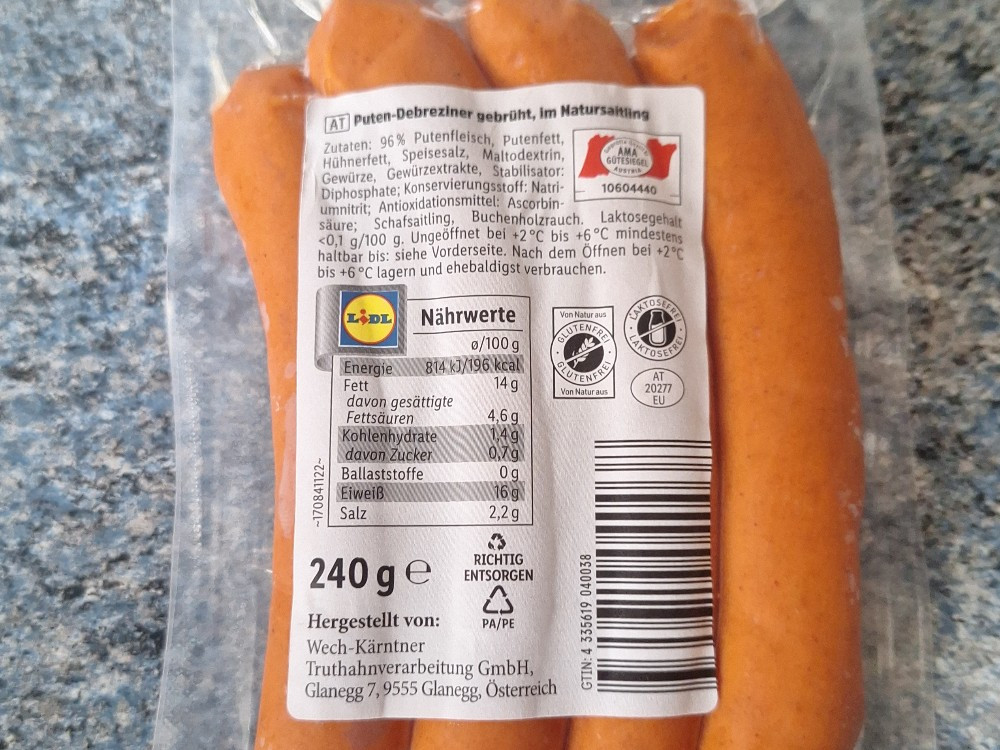 AT Puten-Debreziner gebrüht, im Natursaitling
Zutaten: 96% Putenfleisch, Putenfett,
Hühnerfett, Speisesalz, Maltodextrin,
Gewürze, Gewürzextrakte, Stabilisator:
Diphosphate; Konservierungsstoff: Natri-
umnitrit; Antioxidationsmittel: Ascorbin-
säure; Schafsaitling, Buchenholzrauch. Laktosegehalt
<0,1 g/100 g. Ungeöffnet bei +2°C bis +6°C mindestens
haltbar bis: siehe Vorderseite. Nach dem Öffnen bei +2°C
bis +6°C lagern und ehebaldigst verbrauchen.
AMA
GÜTESIEGEL
AUSTRIA
10604440
LIDL
Nährwerte
ø/100 g
Energie 814 kJ/196 kcal
Fett 14 g
davon gesättigte
Fettsäuren 4,6 g
Kohlenhydrate 1,4 g
davon Zucker 0,7 g
Ballaststoffe 0 g
Eiweiß 16 g
Salz 2,2 g
~170841122~
Von Natur aus
GLUTENFREI
GLUTENFREI
Von Natur aus
LAKTOSEFREI
LAKTOSEFREI
AT
20277
EU
240 g e
RICHTIG
ENTSORGEN
PA/PE
Hergestellt von:
Wech-Kärntner
Truthahnverarbeitung GmbH,
Glanegg 7, 9555 Glanegg, Österreich
GTIN: 4 335619 040038